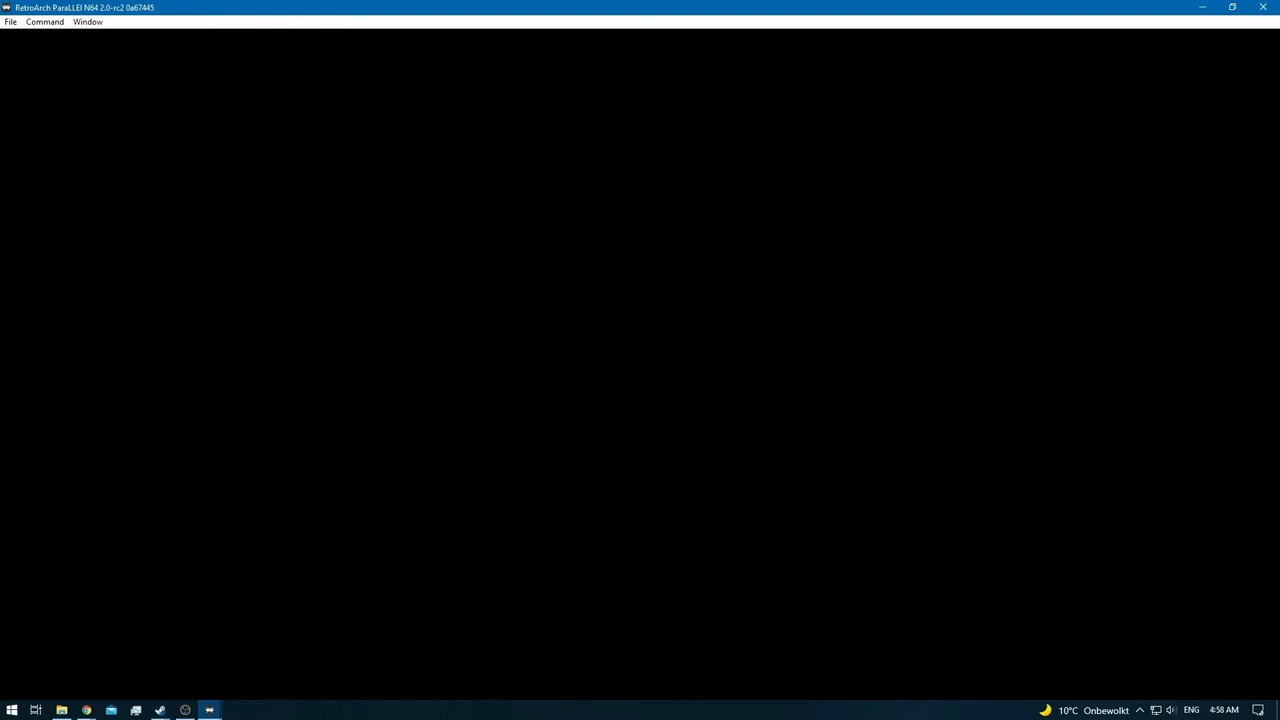 RetroArch ParaLLEl N64 2.0-rc2 0a67445
File Command Window
10°C Onbewolkt ENG 4:58 AM